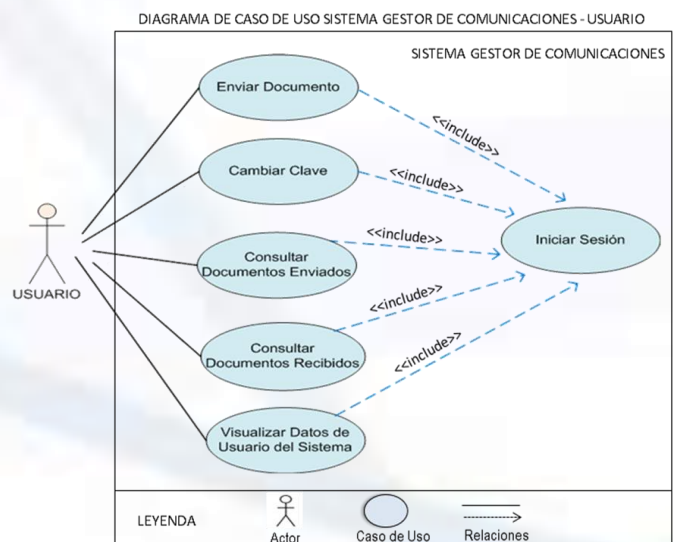 DIAGRAMA DE CASO DE USO SISTEMA GESTOR DE COMUNICACIONES - USUARIO
SISTEMA GESTOR DE COMUNICACIONES
Enviar Documento
<<include>>
Cambiar Clave
<<include>>
Consultar
Documentos Enviados
<<include>>
Iniciar Sesión
USUARIO
Consultar
Documentos Recibidos
<<include>>
Visualizar Datos de
Usuario del Sistema
<<include>>
LEYENDA
Actor
Caso de Uso
Relaciones